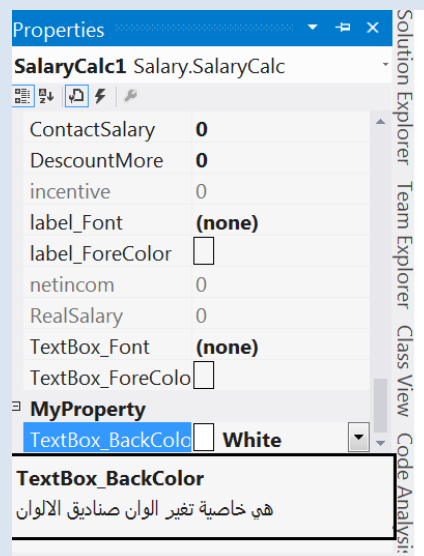 Properties
SalaryCalc1 Salary.SalaryCalc
ContactSalary 0
DescountMore 0
incentive 0
label_Font (none)
label_ForeColor
netincom 0
RealSalary 0
TextBox_Font (none)
TextBox_ForeColo
MyProperty
TextBox_BackColo White
TextBox_BackColor
هي خاصية تغير الوان صناديق الالوان
Solution Explorer
Team Explorer
Class View
Code Analysis